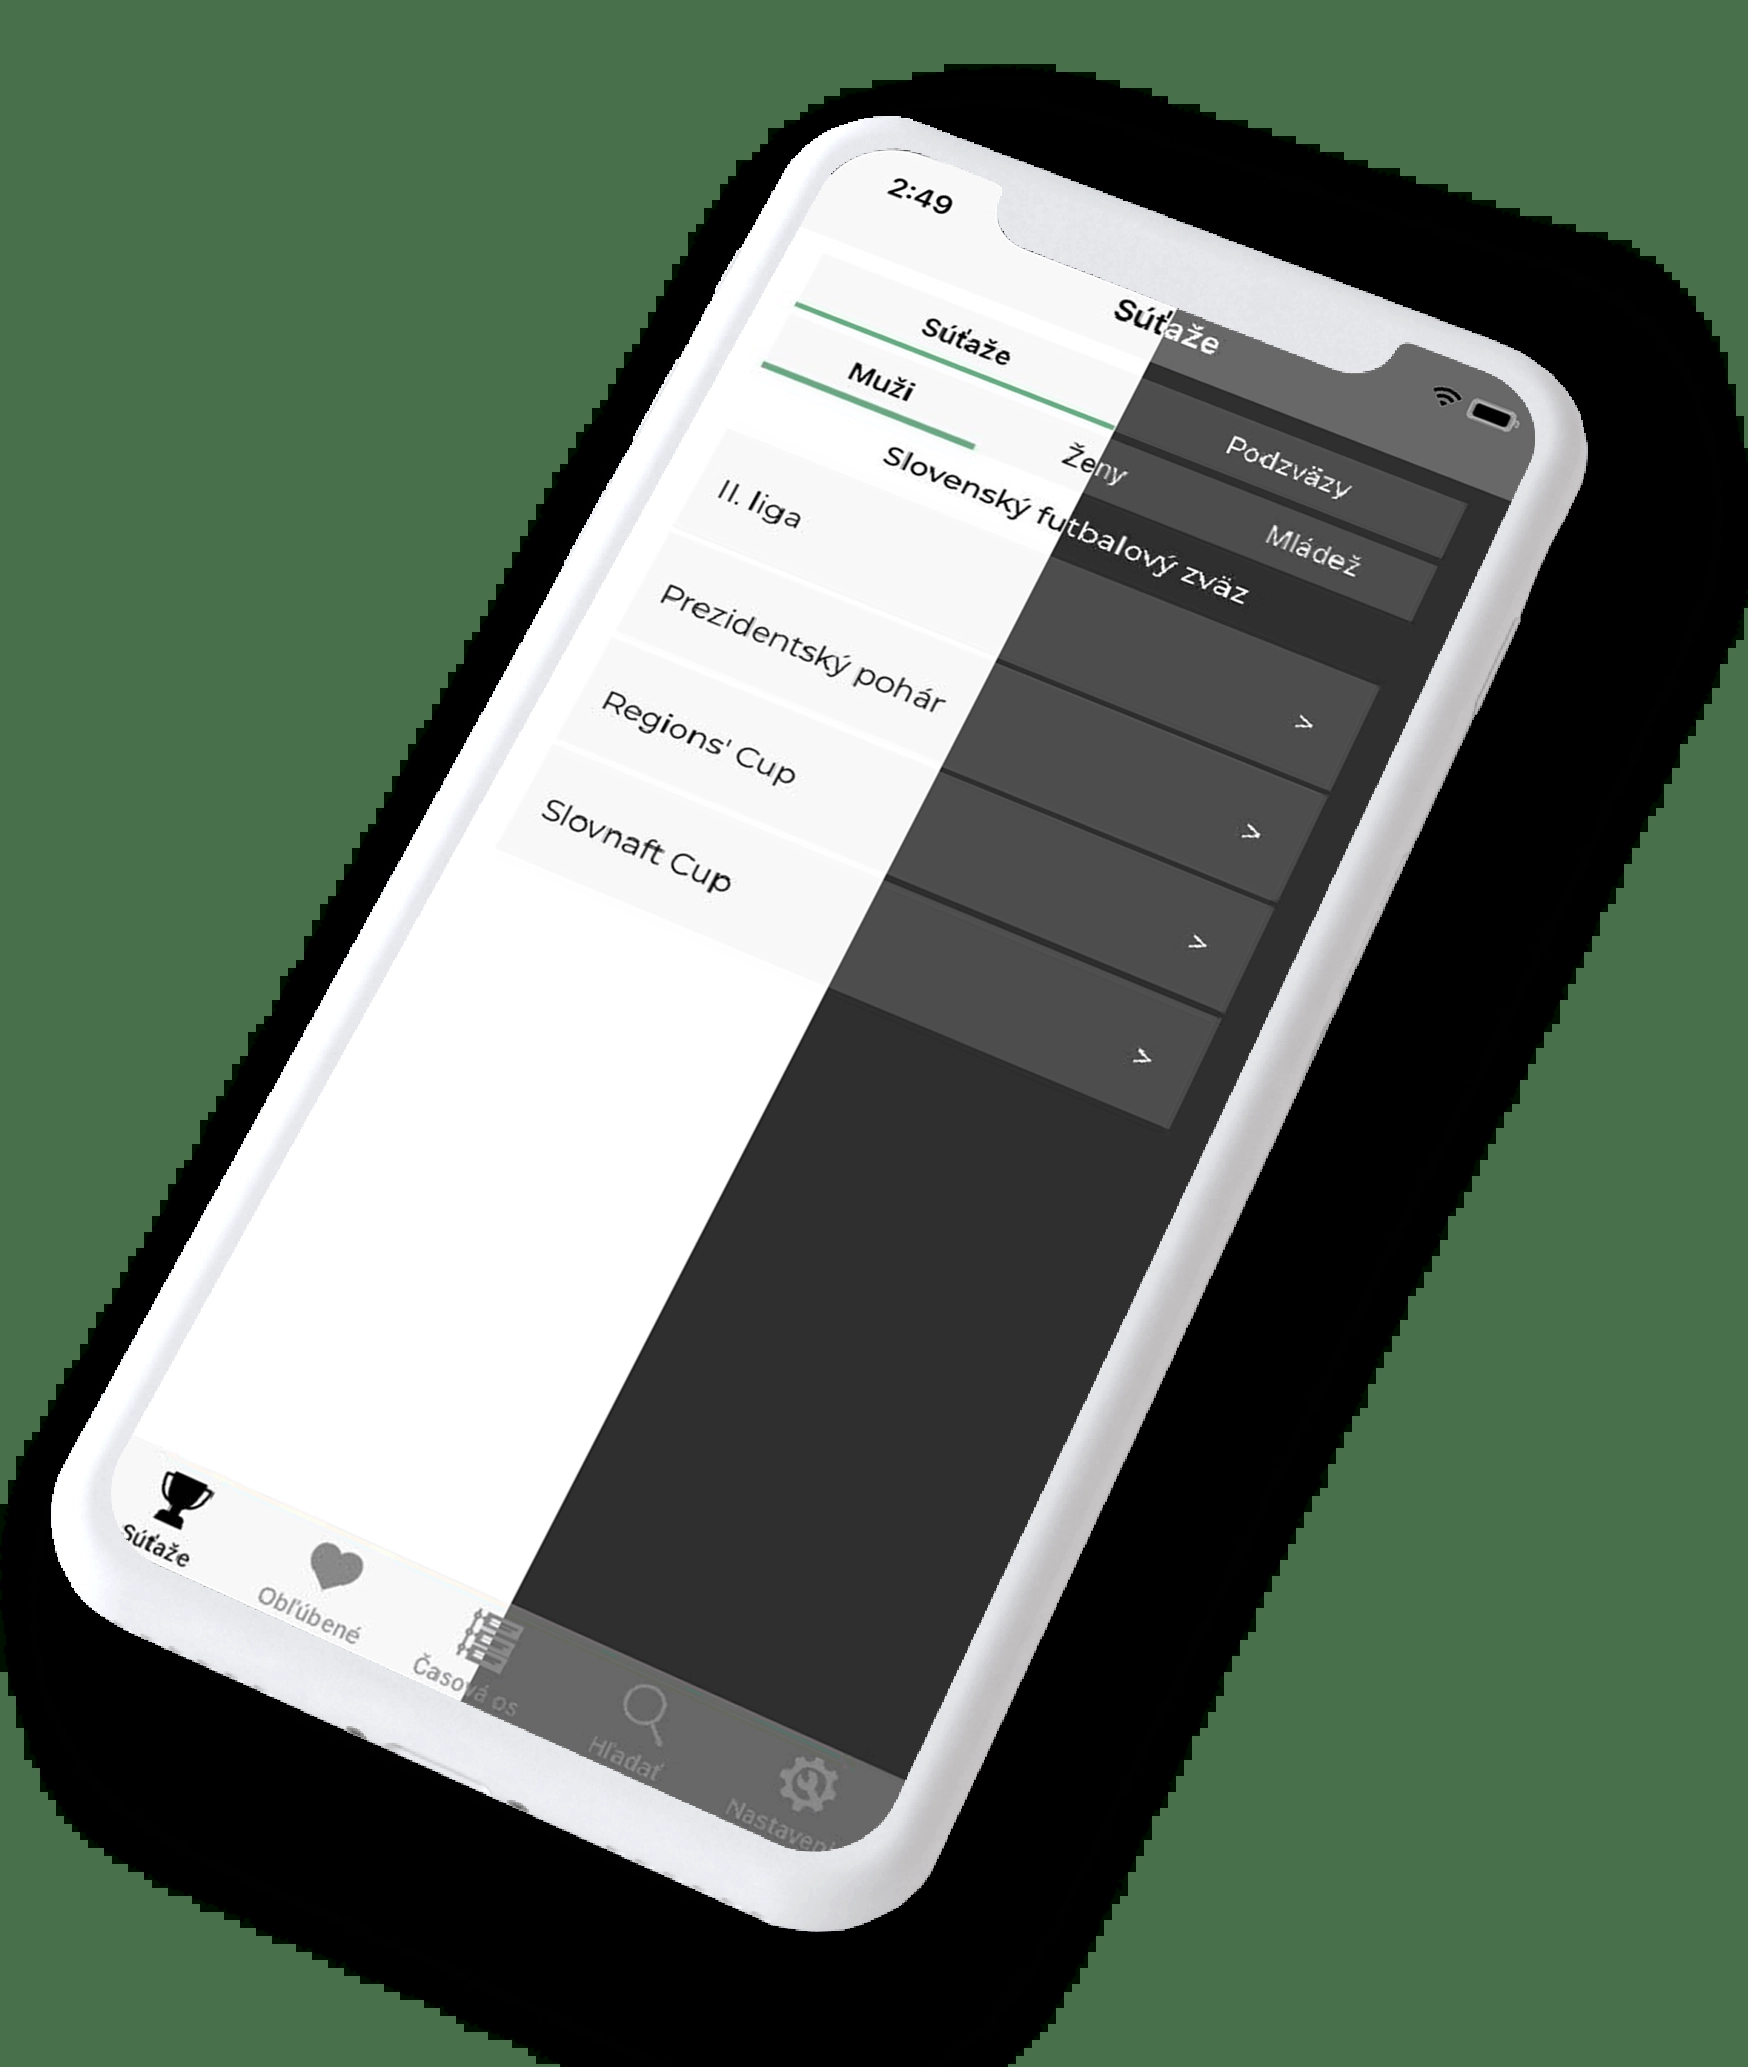 2:49
Súťaže
Súťaže
Podzväzy
Muži
Ženy
Mládež
Slovenský futbalový zväz
II. liga
>
Prezidentský pohár
>
Regions' Cup
>
Slovnaft Cup
>
Súťaže
Obľúbené
Časová os
Hľadať
Nastaveni